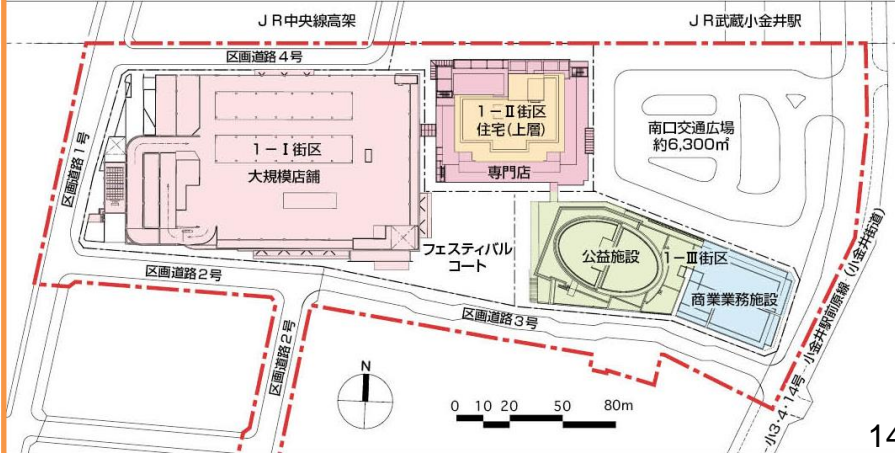 JR中央線高架
JR武蔵小金井駅
区画道路4号
区画道路1号
1-Ⅰ街区
大規模店舗
1-Ⅱ街区
住宅(上層)
専門店
南口交通広場
約6,300㎡
フェスティバル
コート
公益施設
1-Ⅲ街区
商業業務施設
区画道路2号
区画道路3号
区画道路2号
小3・4・14号 小金井駅前原線(小金井街道)
N
0 10 20 50 80m
14